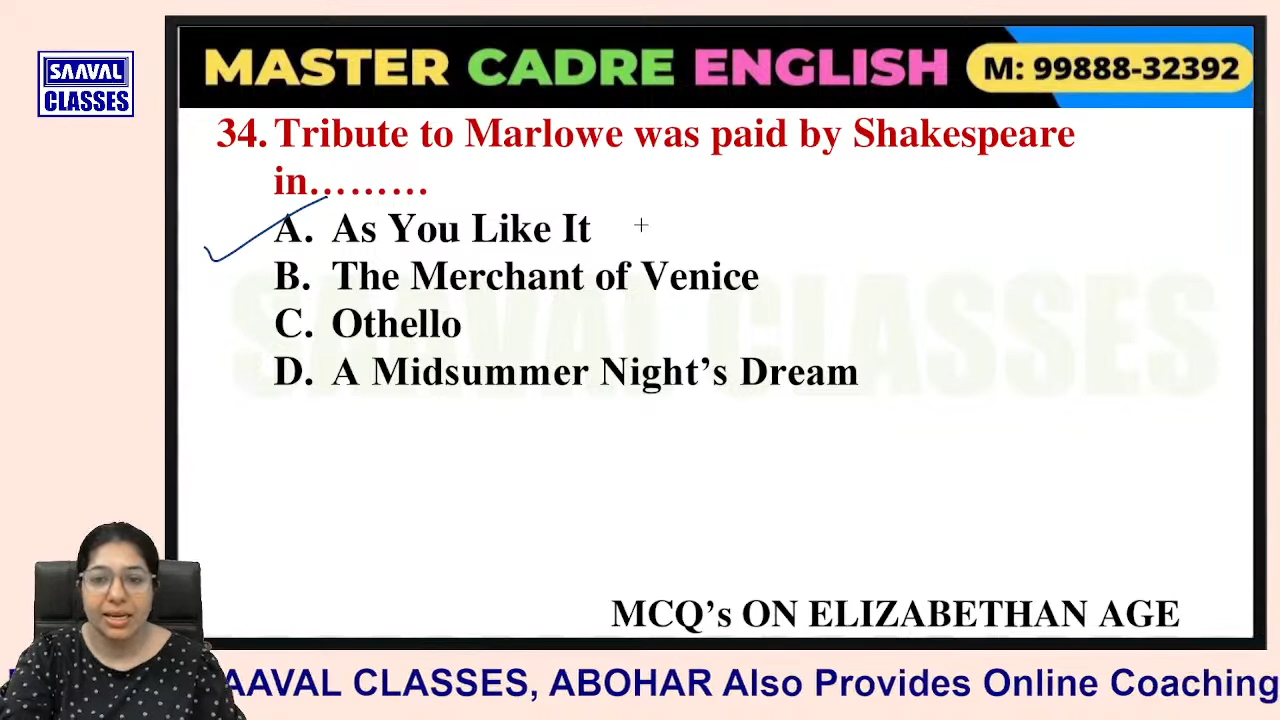 SAAVAL
CLASSES
MASTER CADRE ENGLISH
M: 99888-32392
34. Tribute to Marlowe was paid by Shakespeare
in………
A. As You Like It
B. The Merchant of Venice
C. Othello
D. A Midsummer Night's Dream
SAAVAL CLASSES
MCQ's ON ELIZABETHAN AGE
AAVAL CLASSES, ABOHAR Also Provides Online Coaching